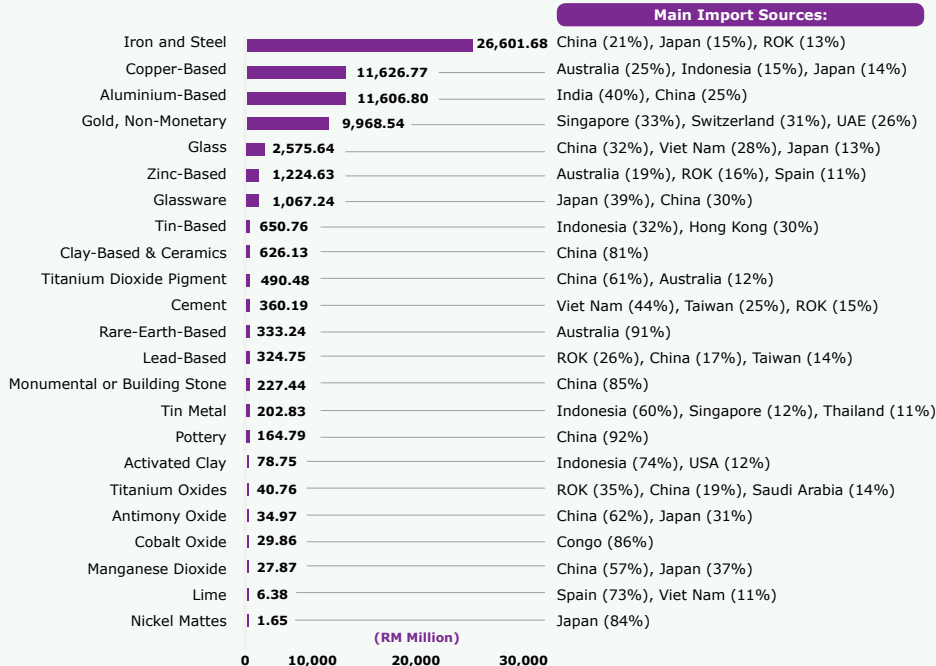 Main Import Sources:
Iron and Steel 26,601.68 China (21%), Japan (15%), ROK (13%)
Copper-Based 11,626.77 Australia (25%), Indonesia (15%), Japan (14%)
Aluminium-Based 11,606.80 India (40%), China (25%)
Gold, Non-Monetary 9,968.54 Singapore (33%), Switzerland (31%), UAE (26%)
Glass 2,575.64 China (32%), Viet Nam (28%), Japan (13%)
Zinc-Based 1,224.63 Australia (19%), ROK (16%), Spain (11%)
Glassware 1,067.24 Japan (39%), China (30%)
Tin-Based 650.76 Indonesia (32%), Hong Kong (30%)
Clay-Based & Ceramics 626.13 China (81%)
Titanium Dioxide Pigment 490.48 China (61%), Australia (12%)
Cement 360.19 Viet Nam (44%), Taiwan (25%), ROK (15%)
Rare-Earth-Based 333.24 Australia (91%)
Lead-Based 324.75 ROK (26%), China (17%), Taiwan (14%)
Monumental or Building Stone 227.44 China (85%)
Tin Metal 202.83 Indonesia (60%), Singapore (12%), Thailand (11%)
Pottery 164.79 China (92%)
Activated Clay 78.75 Indonesia (74%), USA (12%)
Titanium Oxides 40.76 ROK (35%), China (19%), Saudi Arabia (14%)
Antimony Oxide 34.97 China (62%), Japan (31%)
Cobalt Oxide 29.86 Congo (86%)
Manganese Dioxide 27.87 China (57%), Japan (37%)
Lime 6.38 Spain (73%), Viet Nam (11%)
Nickel Mattes 1.65 Japan (84%)
(RM Million)
0 10,000 20,000 30,000